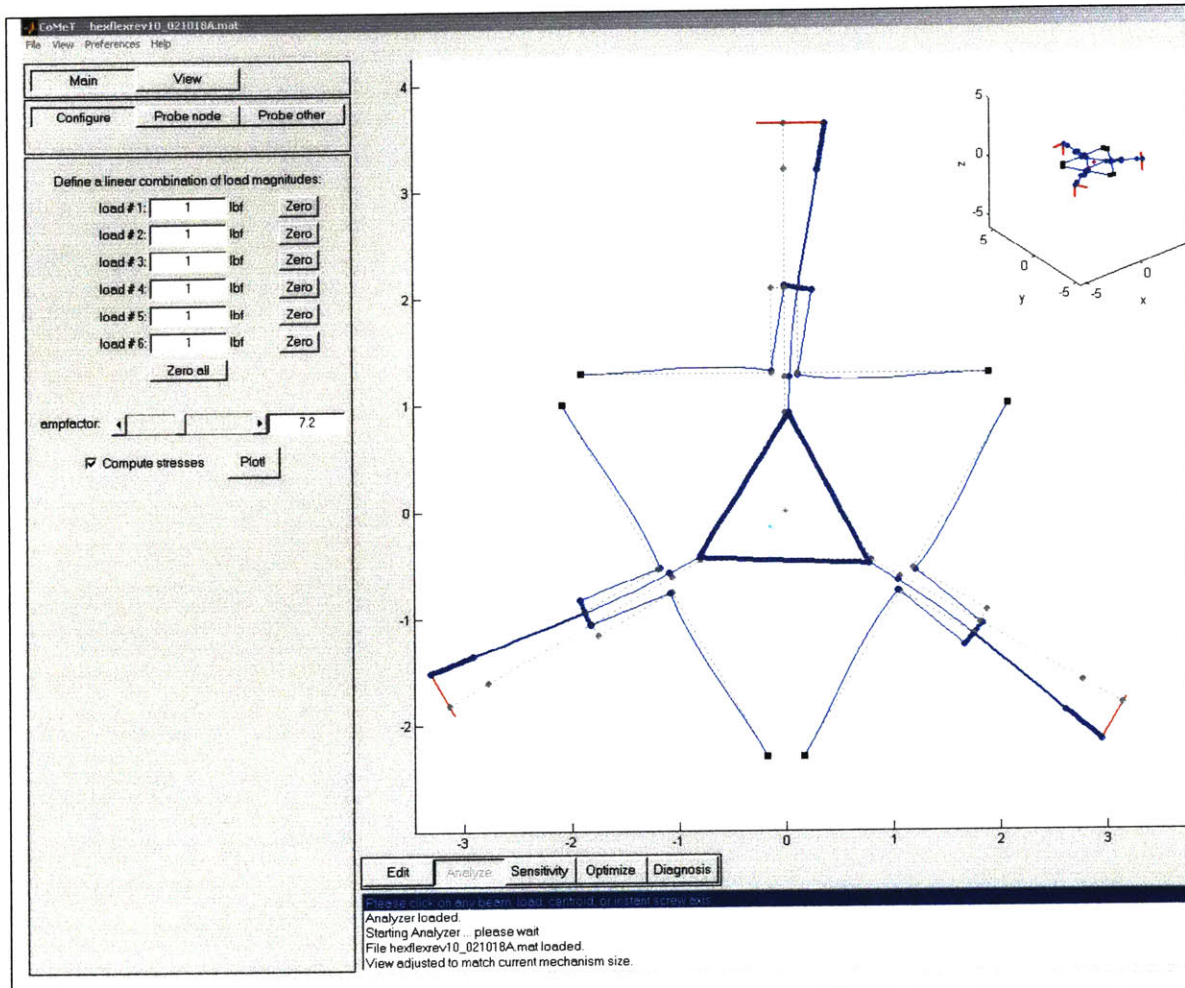 CoMeT hexflexrev10_021018A.mat
File View Preferences Help
Main View
Configure Probe node Probe other
Define a linear combination of load magnitudes:
load #1: 1 lbf Zero
load #2: 1 lbf Zero
load #3: 1 lbf Zero
load #4: 1 lbf Zero
load #5: 1 lbf Zero
load #6: 1 lbf Zero
Zero all
ampfactor: 7.2
Compute stresses Plot!
4
3
2
1
0
-1
-2
-3 -2 -1 0 1 2 3
5
0
-5
z
5
0
-5
y
-5
0
x
Edit Analyze Sensitivity Optimize Diagnosis
Please click on any beam, load, centroid, or instant screw axis
Analyzer loaded.
Starting Analyzer ... please wait
File hexflexrev10_021018A.mat loaded.
View adjusted to match current mechanism size.